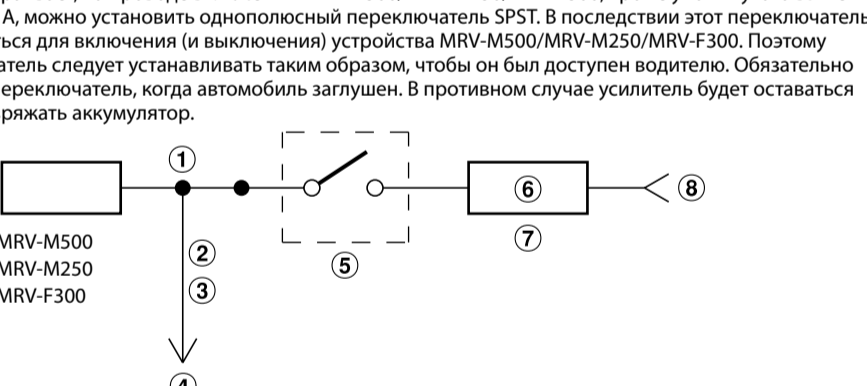 А, можно установить однополюсный переключатель SPST. В последствии этот переключатель
ться для включения (и выключения) устройства MRV-M500/MRV-M250/MRV-F300. Поэтому
атель следует устанавливать таким образом, чтобы он был доступен водителю. Обязательно
ереключатель, когда автомобиль заглушен. В противном случае усилитель будет оставаться
ряжать аккумулятор.
①
⑥ ⑧
MRV-M500 ② ⑦
MRV-M250 ⑤
MRV-F300 ③
④